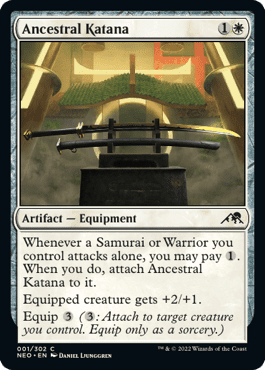 Ancestral Katana 1
Artifact — Equipment
Whenever a Samurai or Warrior you
control attacks alone, you may pay 1.
When you do, attach Ancestral
Katana to it.
Equipped creature gets +2/+1.
Equip 3 (3: Attach to target creature
you control. Equip only as a sorcery.)
001/302 C
NEO • EN DANIEL LJUNGGREN
™ & © 2022 Wizards of the Coast